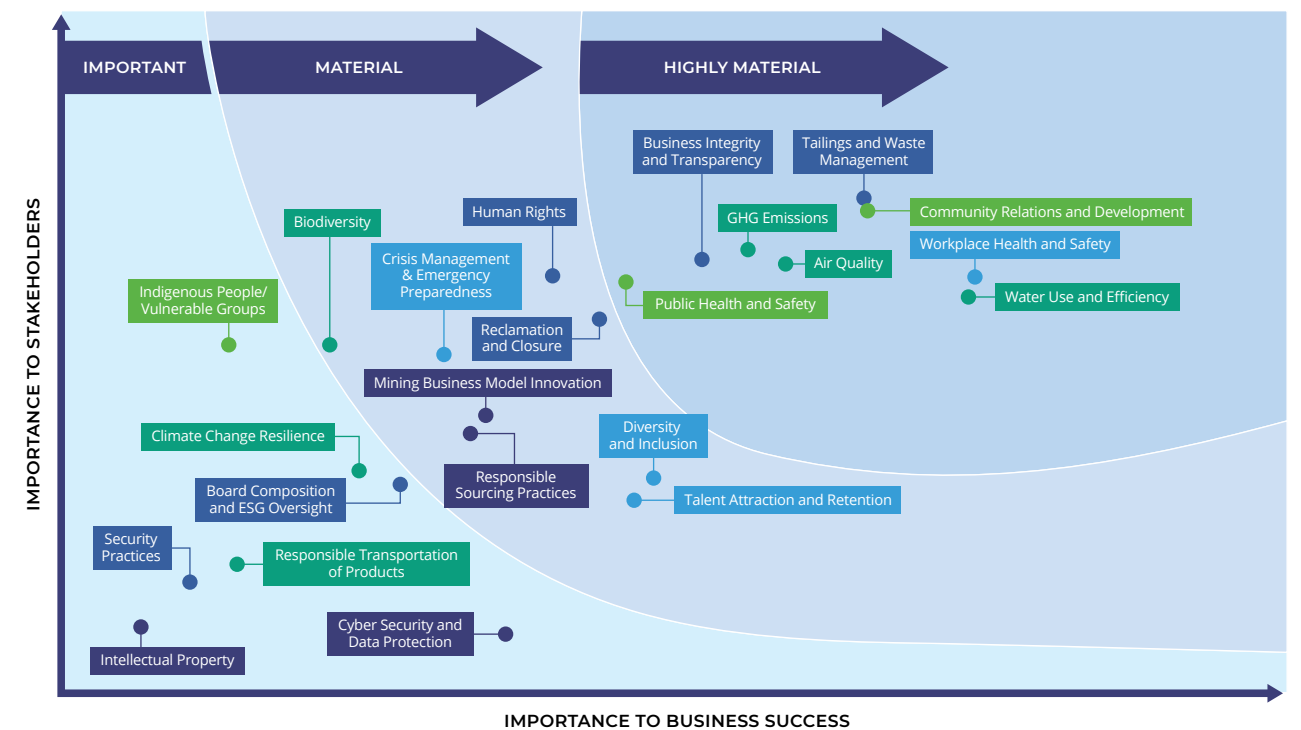 IMPORTANT
MATERIAL
HIGHLY MATERIAL
Business Integrity
and Transparency
Tailings and Waste
Management
Human Rights
GHG Emissions
Community Relations and Development
Biodiversity
Workplace Health and Safety
Crisis Management
& Emergency
Preparedness
Air Quality
Indigenous People/
Vulnerable Groups
Public Health and Safety
Water Use and Efficiency
Reclamation
and Closure
Mining Business Model Innovation
Climate Change Resilience
Diversity
and Inclusion
Responsible
Sourcing Practices
Board Composition
and ESG Oversight
Talent Attraction and Retention
Security
Practices
Responsible Transportation
of Products
Cyber Security and
Data Protection
Intellectual Property
IMPORTANCE TO STAKEHOLDERS
IMPORTANCE TO BUSINESS SUCCESS